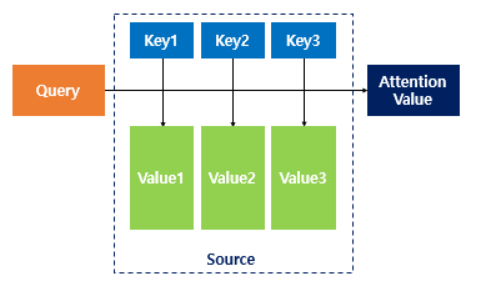 Key1 Key2 Key3
Query
Attention
Value
Value1 Value2 Value3
Source